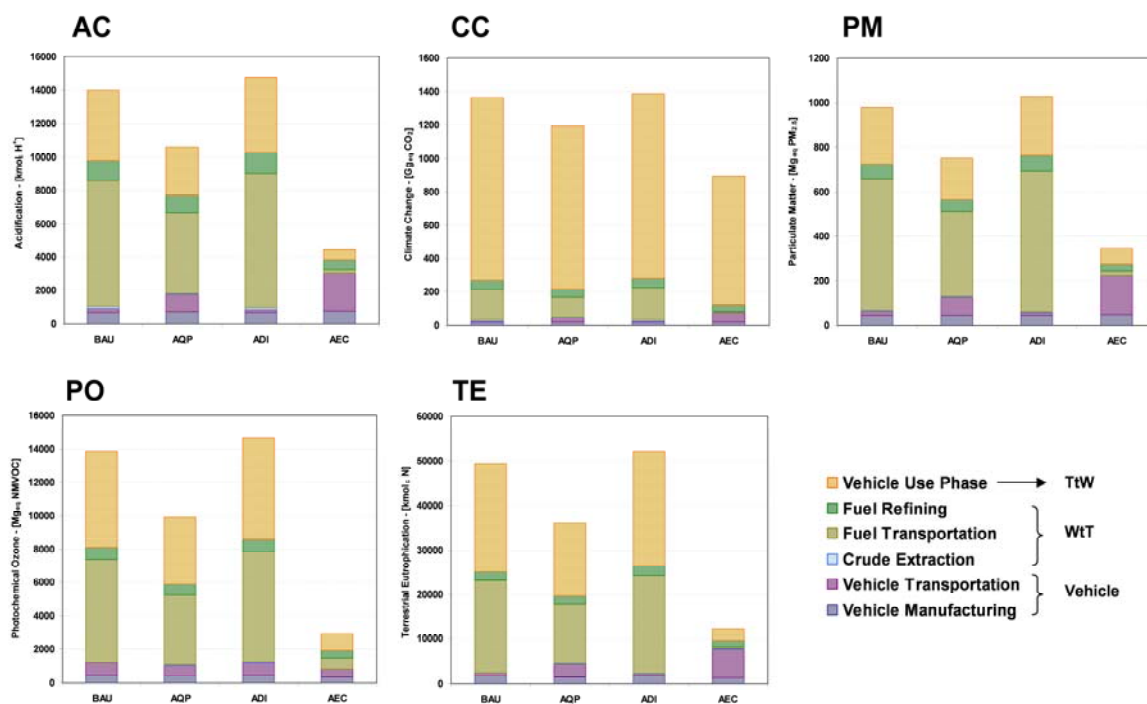 AC
Acidification - [kmol H⁺]
16000
14000
12000
10000
8000
6000
4000
2000
0
BAU AQP ADI AEC
CC
Climate Change - [Gg eq CO₂]
1600
1400
1200
1000
800
600
400
200
0
BAU AQP ADI AEC
PM
Particulate Matter - [Mg eq PM2.5]
1200
1000
800
600
400
200
0
BAU AQP ADI AEC
PO
Photochemical Ozone - [Mg eq NMVOC]
16000
14000
12000
10000
8000
6000
4000
2000
0
BAU AQP ADI AEC
TE
Terrestrial Eutrophication - [kmol N]
60000
50000
40000
30000
20000
10000
0
BAU AQP ADI AEC
Vehicle Use Phase TtW
Fuel Refining
Fuel Transportation WtT
Crude Extraction
Vehicle Transportation Vehicle
Vehicle Manufacturing